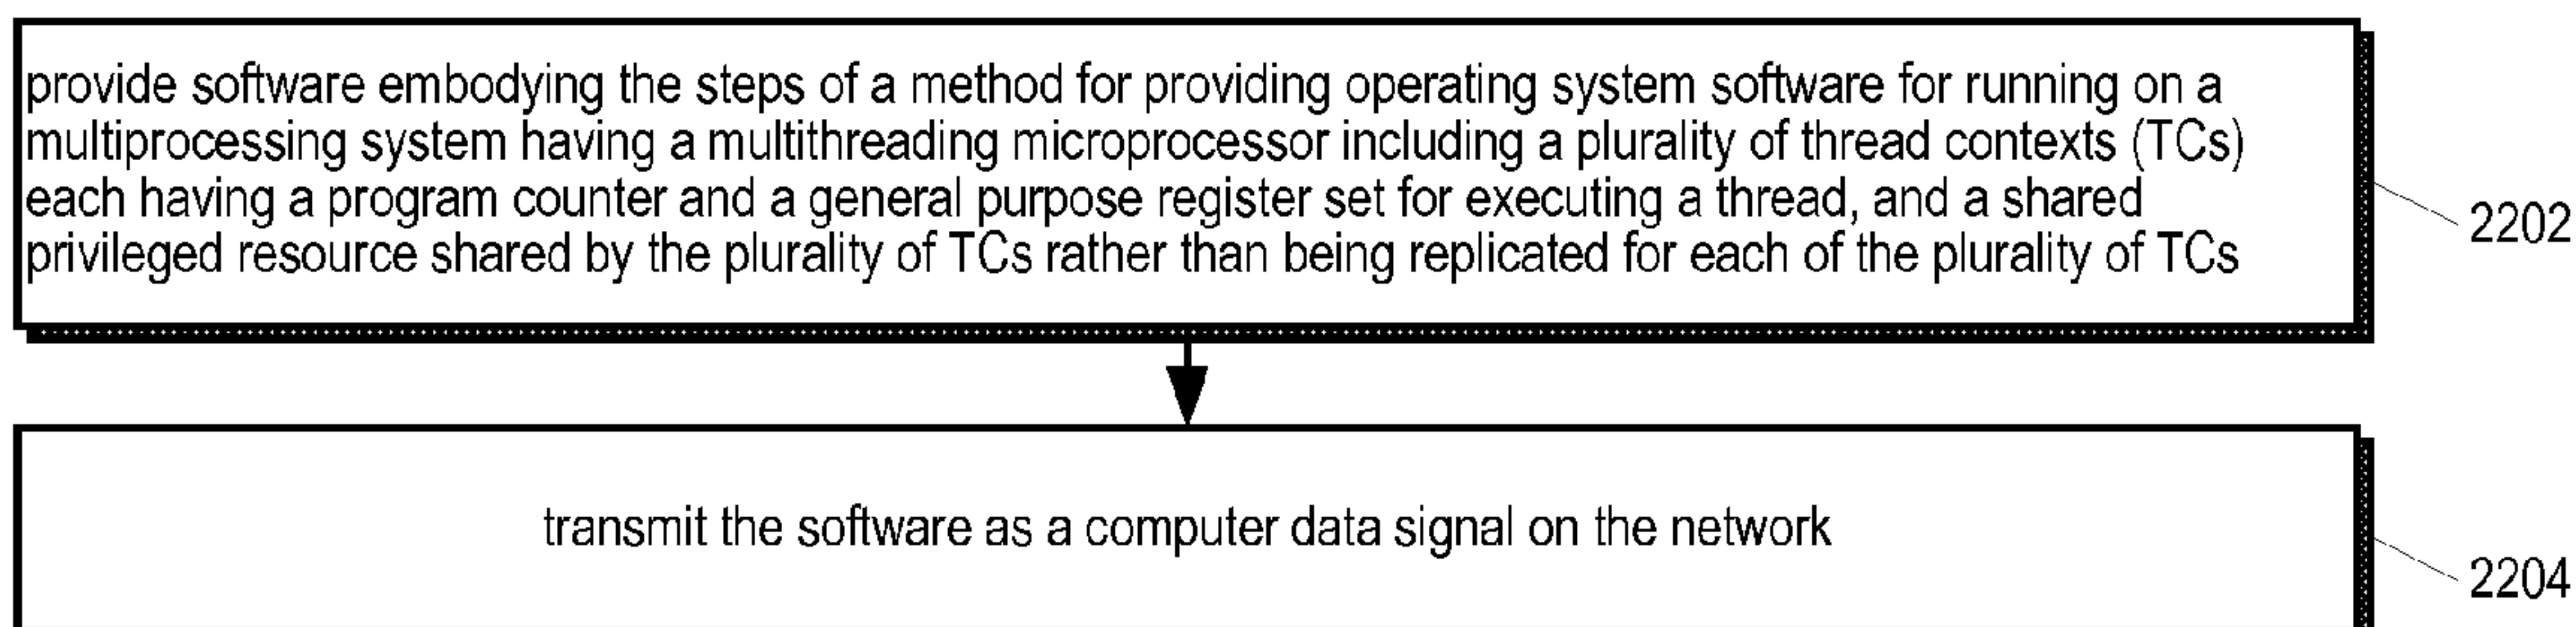 provide software embodying the steps of a method for providing operating system software for running on a
multiprocessing system having a multithreading microprocessor including a plurality of thread contexts (TCs)
each having a program counter and a general purpose register set for executing a thread, and a shared
privileged resource shared by the plurality of TCs rather than being replicated for each of the plurality of TCs
2202
transmit the software as a computer data signal on the network
2204